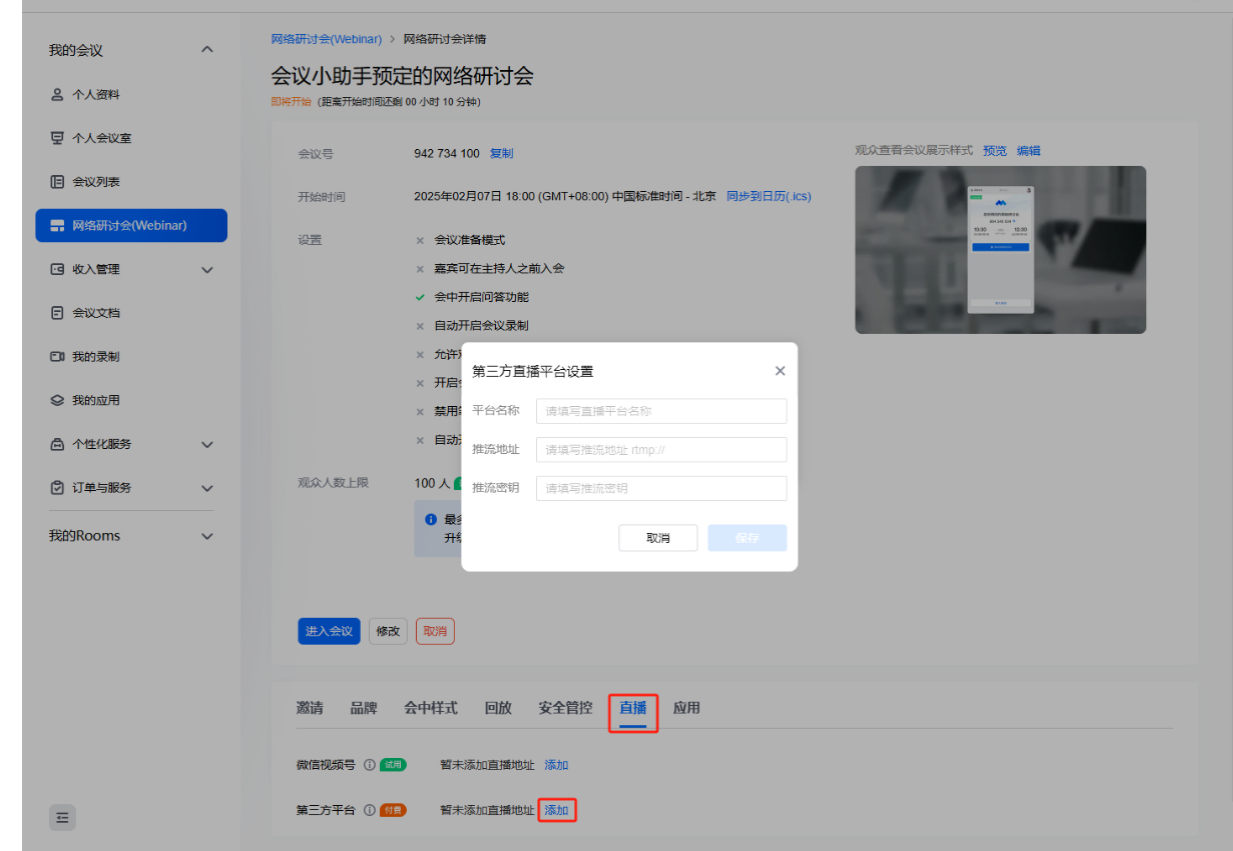 我的会议
个人资料
个人会议室
会议列表
网络研讨会(Webinar)
收入管理
会议文档
我的录制
我的应用
个性化服务
订单与服务
我的Rooms
网络研讨会(Webinar) > 网络研讨会详情
会议小助手预定的网络研讨会
即将开始 (距离开始时间还剩 00 小时 10 分钟)
会议号 942 734 100 复制
开始时间 2025年02月07日 18:00 (GMT+08:00) 中国标准时间 - 北京 同步到日历(.ics)
设置 × 会议准备模式
× 嘉宾可在主持人之前入会
✓ 会中开启问答功能
× 自动开启会议录制
× 允许
× 开启
× 禁用
× 自动
观众人数上限 100 人
最多
升级
观众查看会议展示样式 预览 编辑
10:30 10:30
第三方直播平台设置 ×
平台名称 请填写直播平台名称
推流地址 请填写推流地址 rtmp://
推流密钥 请填写推流密钥
取消 保存
进入会议 修改 取消
邀请 品牌 会中样式 回放 安全管控 直播 应用
微信视频号 试用 暂未添加直播地址 添加
第三方平台 付费 暂未添加直播地址 添加